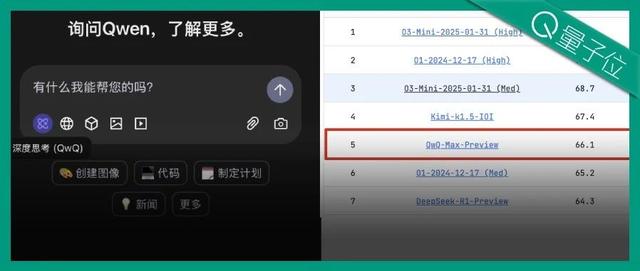 询问Qwen，了解更多。
有什么我能帮您的吗?
深度思考 (QwQ)
创建图像
代码
制定计划
新闻
更多
1 O3-Mini-2025-01-31 (High)
2 O1-2024-12-17 (High)
3 O3-Mini-2025-01-31 (Med) 68.7
4 Kimi-k1.5-IOI 67.4
5 QwQ-Max-Preview 66.1
6 O1-2024-12-17 (Med) 65.2
7 DeepSeek-R1-Preview 64.3
量子位